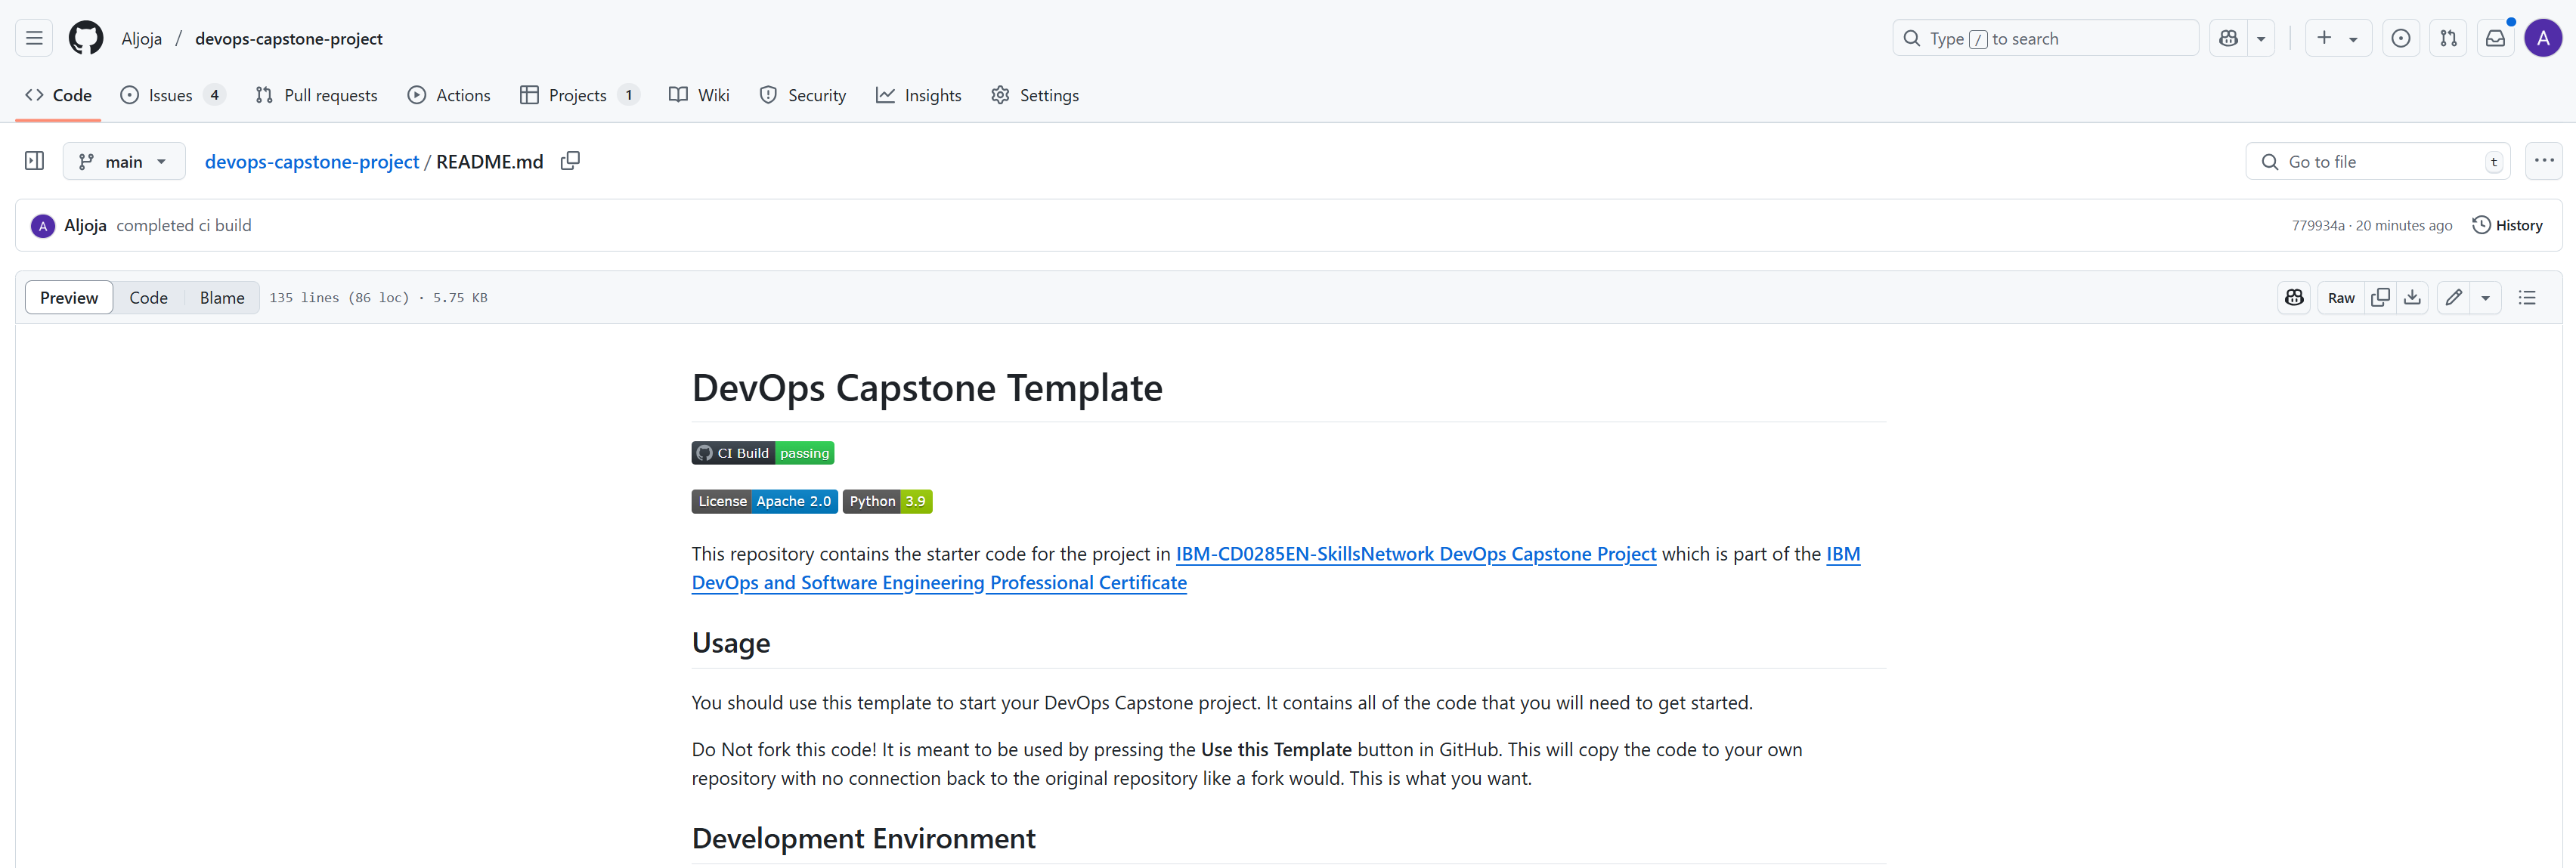 Aljoja / devops-capstone-project
Type / to search
A
Code
Issues 4
Pull requests
Actions
Projects 1
Wiki
Security
Insights
Settings
main
devops-capstone-project / README.md
Go to file
t
A Aljoja completed ci build
779934a · 20 minutes ago
History
Preview
Code
Blame
135 lines (86 loc) · 5.75 KB
Raw
DevOps Capstone Template
CI Build passing
License Apache 2.0 Python 3.9
This repository contains the starter code for the project in IBM-CD0285EN-SkillsNetwork DevOps Capstone Project which is part of the IBM
DevOps and Software Engineering Professional Certificate
Usage
You should use this template to start your DevOps Capstone project. It contains all of the code that you will need to get started.
Do Not fork this code! It is meant to be used by pressing the Use this Template button in GitHub. This will copy the code to your own
repository with no connection back to the original repository like a fork would. This is what you want.
Development Environment